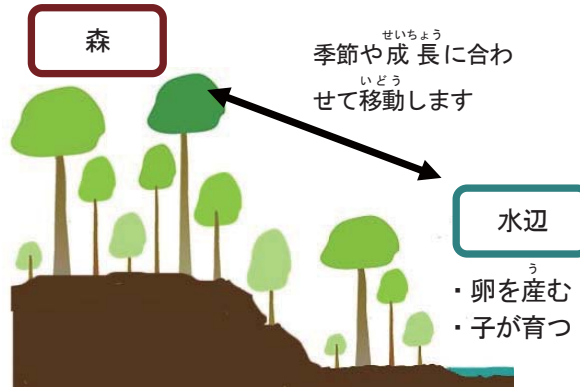 森
季節や成長に合わ
せて移動します
水辺
・卵を産む
・子が育つ